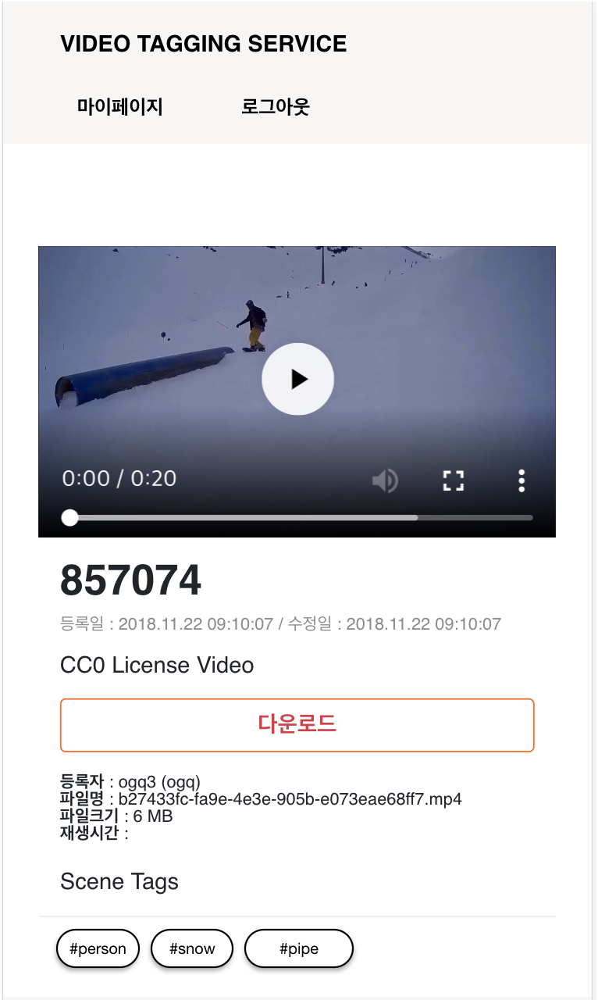 VIDEO TAGGING SERVICE
마이페이지 로그아웃
0:00 / 0:20
857074
등록일 : 2018.11.22 09:10:07 / 수정일 : 2018.11.22 09:10:07
CC0 License Video
다운로드
등록자 : ogq3 (ogq)
파일명 : b27433fc-fa9e-4e3e-905b-e073eae68ff7.mp4
파일크기 : 6 MB
재생시간 :
Scene Tags
#person #snow #pipe